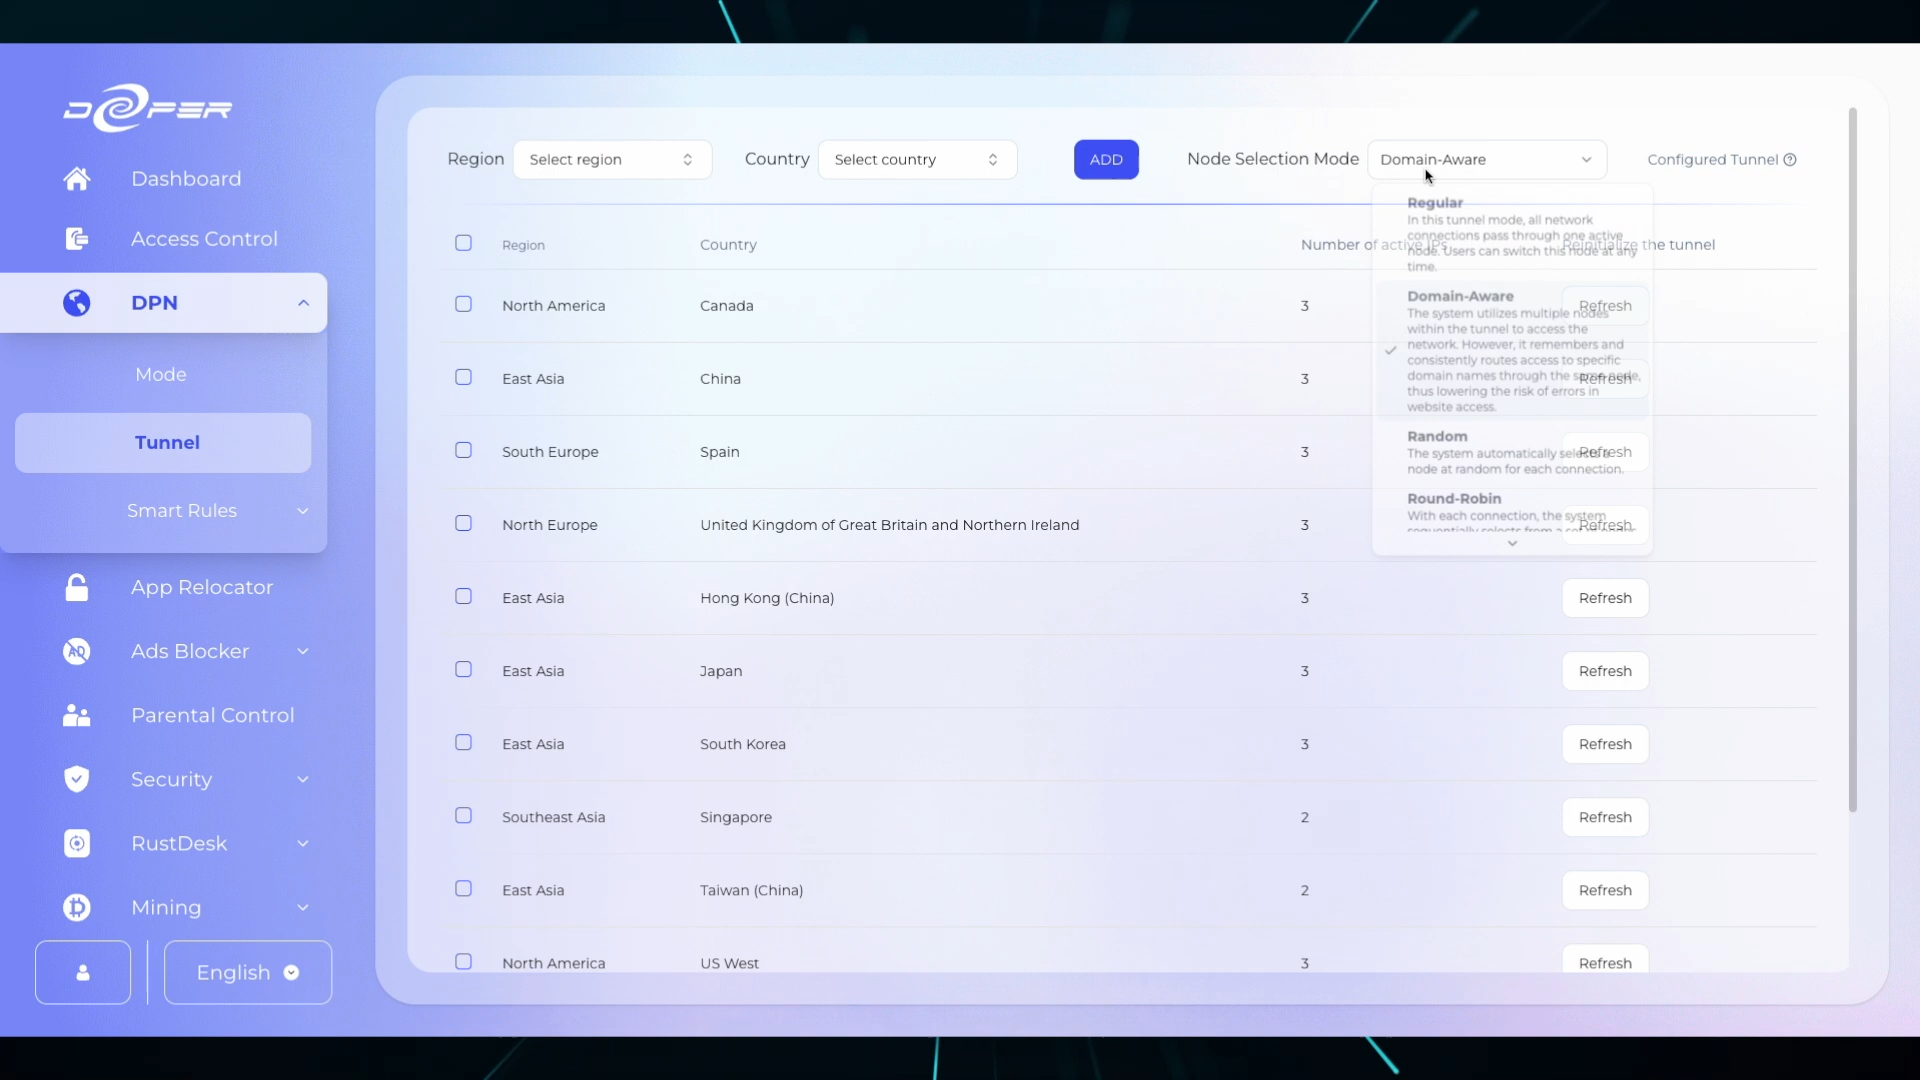 DEEPER
Dashboard
Access Control
DPN
Mode
Tunnel
Smart Rules
App Relocator
Ads Blocker
Parental Control
Security
RustDesk
Mining
English
Region
Select region
Country
Select country
ADD
Node Selection Mode
Domain-Aware
Configured Tunnel
Region Country Number of active IPs Reinitialize the tunnel
North America Canada 3 Refresh
East Asia China 3 Refresh
South Europe Spain 3 Refresh
North Europe United Kingdom of Great Britain and Northern Ireland 3 Refresh
East Asia Hong Kong (China) 3 Refresh
East Asia Japan 3 Refresh
East Asia South Korea 3 Refresh
Southeast Asia Singapore 2 Refresh
East Asia Taiwan (China) 2 Refresh
North America US West 3 Refresh
Regular
In this tunnel mode, all network
connections pass through one active
node. Users can switch this node at any
time.
Domain-Aware
The system utilizes multiple nodes
within the tunnel to access the
network. However, it remembers and
consistently routes access to specific
domain names through the same node,
thus lowering the risk of errors in
website access.
Random
The system automatically selects a
node at random for each connection.
Round-Robin
With each connection, the system
sequentially selects from a set of nodes